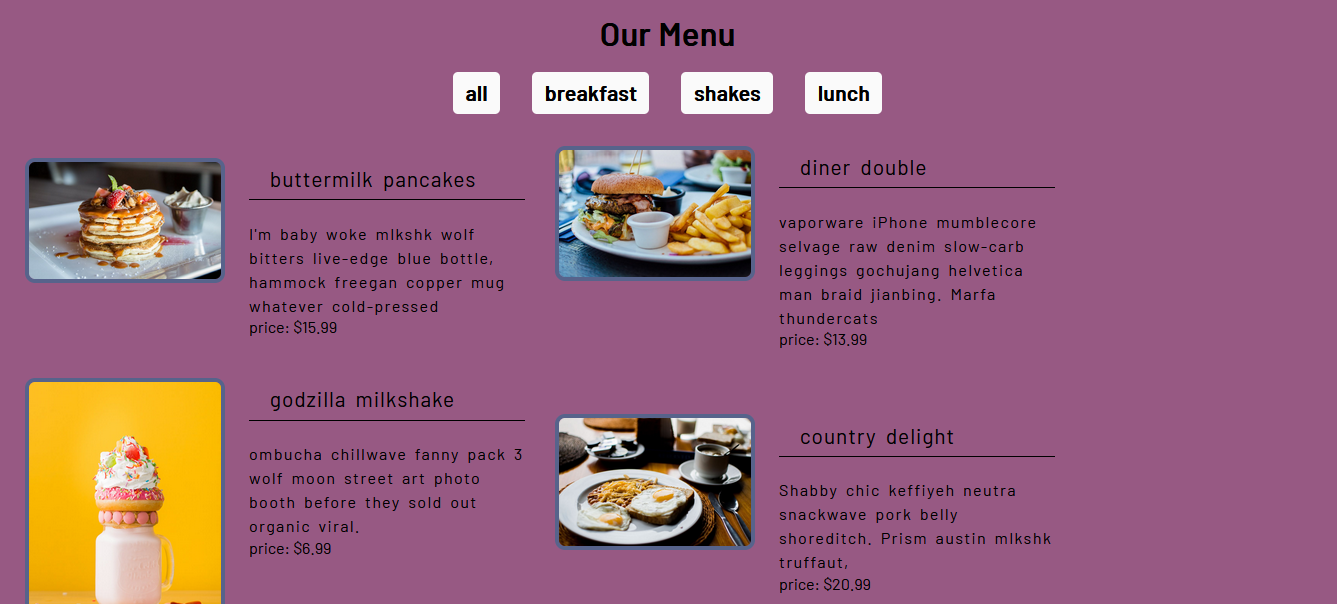 Our Menu
all
breakfast
shakes
lunch
buttermilk pancakes
I'm baby woke mlkshk wolf
bitters live-edge blue bottle,
hammock freegan copper mug
whatever cold-pressed
price: $15.99
diner double
vaporware iPhone mumblecore
selvage raw denim slow-carb
leggings gochujang helvetica
man braid jianbing. Marfa
thundercats
price: $13.99
godzilla milkshake
ombucha chillwave fanny pack 3
wolf moon street art photo
booth before they sold out
organic viral.
price: $6.99
country delight
Shabby chic keffiyeh neutra
snackwave pork belly
shoreditch. Prism austin mlkshk
truffaut,
price: $20.99